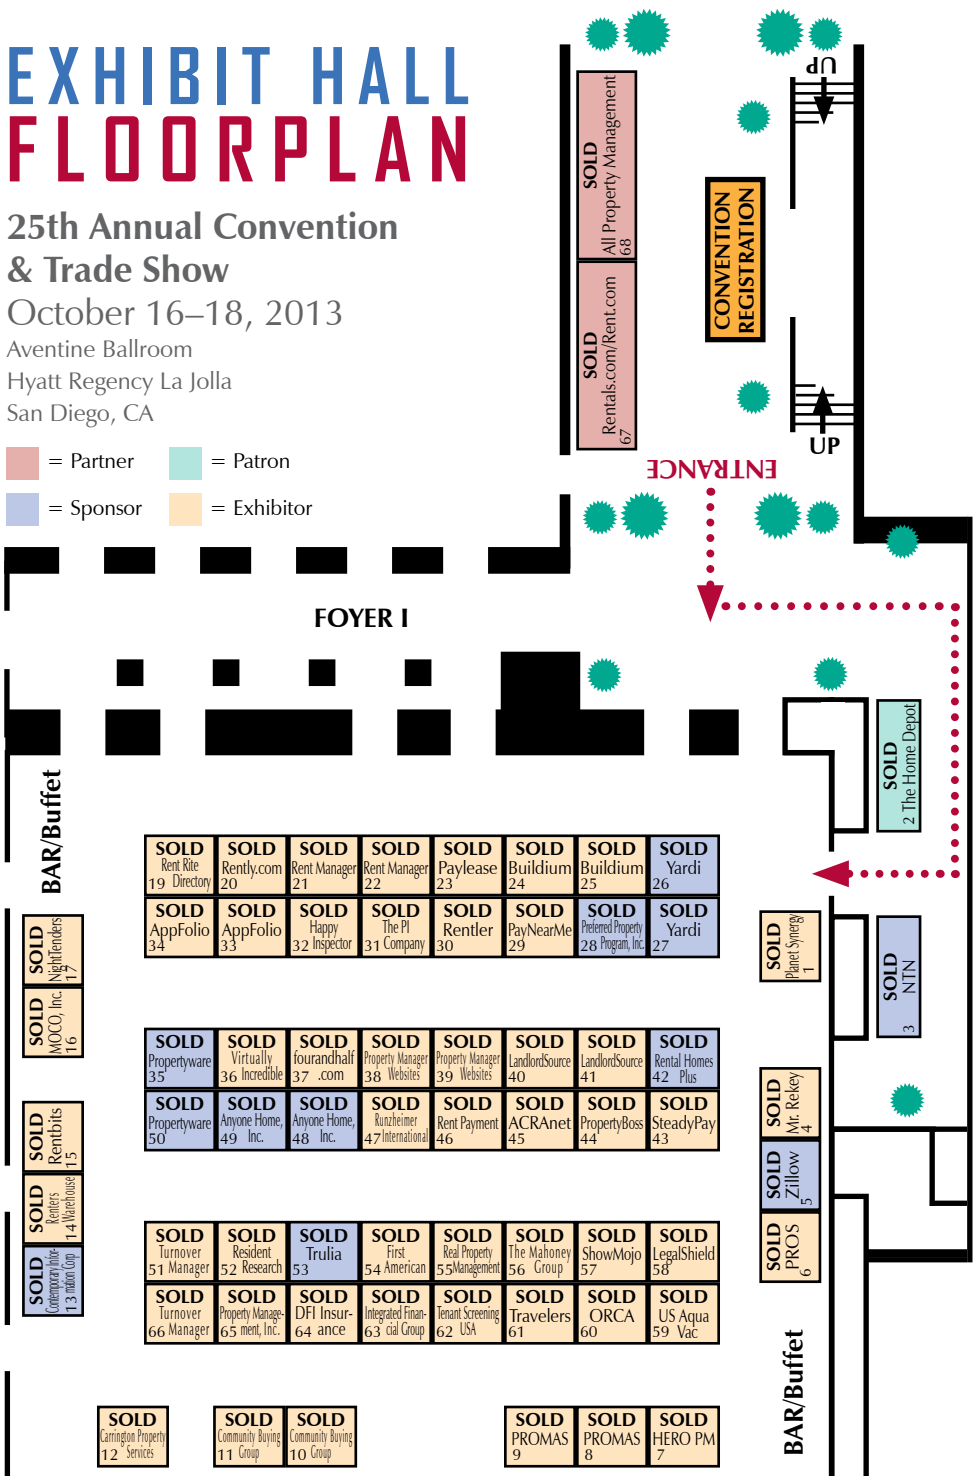 EXHIBIT HALL
FLOORPLAN
25th Annual Convention
& Trade Show
October 16–18, 2013
Aventine Ballroom
Hyatt Regency La Jolla
San Diego, CA
= Partner
= Patron
= Sponsor
= Exhibitor
UP
SOLD
All Property Management
68
CONVENTION
REGISTRATION
SOLD
Rentals.com/Rent.com
67
UP
ENTRANCE
FOYER I
SOLD
2 The Home Depot
BAR/Buffet
SOLD
Rent Rite
19 Directory
SOLD
Rently.com
20
SOLD
Rent Manager
21
SOLD
Rent Manager
22
SOLD
Paylease
23
SOLD
Buildium
24
SOLD
Buildium
25
SOLD
Yardi
26
SOLD
AppFolio
34
SOLD
AppFolio
33
SOLD
Happy
32 Inspector
SOLD
The PI
31 Company
SOLD
Rentler
30
SOLD
PayNearMe
29
SOLD
Preferred Property
28 Program, Inc.
SOLD
Yardi
27
SOLD
NightTenders
17
SOLD
MOCO, Inc.
16
SOLD
Planet Synergy
1
SOLD
NTN
3
SOLD
Propertyware
35
SOLD
Virtually
36 Incredible
SOLD
fourandhalf
37 .com
SOLD
Property Manager
38 Websites
SOLD
Property Manager
39 Websites
SOLD
LandlordSource
40
SOLD
LandlordSource
41
SOLD
Rental Homes
42 Plus
SOLD
Propertyware
50
SOLD
Anyone Home,
49 Inc.
SOLD
Anyone Home,
48 Inc.
SOLD
Runzheimer
47 International
SOLD
Rent Payment
46
SOLD
ACRAnet
45
SOLD
PropertyBoss
44
SOLD
SteadyPay
43
SOLD
Mr. Rekey
4
SOLD
Zillow
5
SOLD
PROS
6
SOLD
Rentbits
15
SOLD
Renters
14 Warehouse
SOLD
Contemporary Infor-
13 mation Corp
SOLD
Turnover
51 Manager
SOLD
Resident
52 Research
SOLD
Trulia
53
SOLD
First
54 American
SOLD
Real Property
55 Management
SOLD
The Mahoney
56 Group
SOLD
ShowMojo
57
SOLD
LegalShield
58
SOLD
Turnover
66 Manager
SOLD
Property Manage-
65 ment, Inc.
SOLD
DFI Insur-
64 ance
SOLD
Integrated Finan-
63 cial Group
SOLD
Tenant Screening
62 USA
SOLD
Travelers
61
SOLD
ORCA
60
SOLD
US Aqua
59 Vac
BAR/Buffet
SOLD
Carrington Property
12 Services
SOLD
Community Buying
11 Group
SOLD
Community Buying
10 Group
SOLD
PROMAS
9
SOLD
PROMAS
8
SOLD
HERO PM
7